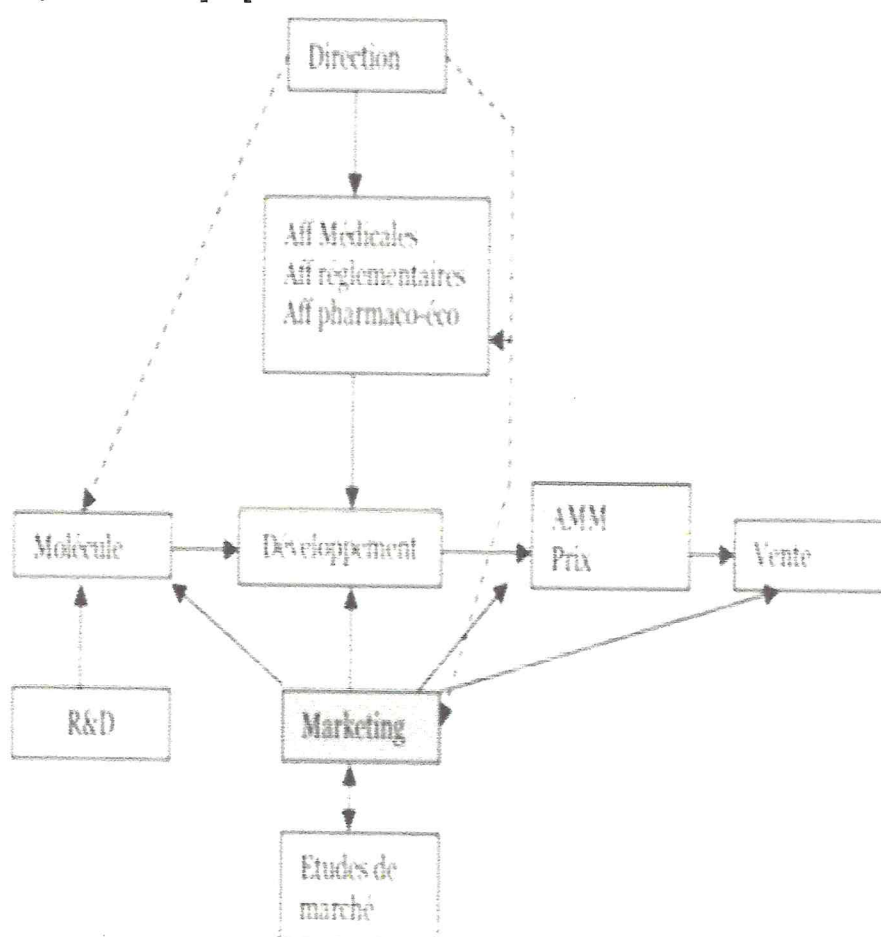 Direction
Aff Médicales
Aff réglementaires
Aff pharmaco-éco
Molécule
Développement
AMM
Prix
Vente
R&D
Marketing
Etudes de
marché